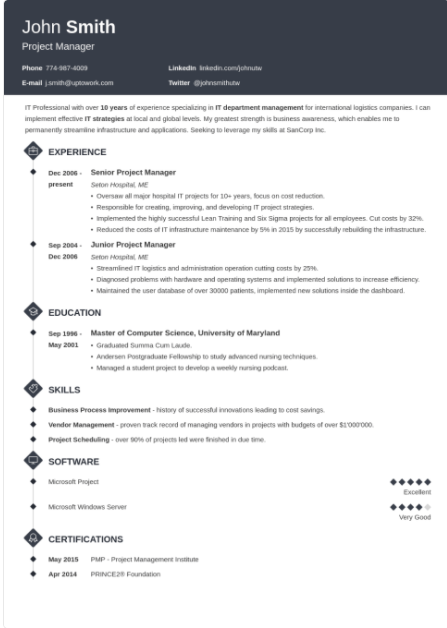 John Smith
Project Manager
Phone 774-987-4009
LinkedIn linkedin.com/johnutw
E-mail j.smith@uptowork.com
Twitter @johnsmithutw
IT Professional with over 10 years of experience specializing in IT department management for international logistics companies. I can
implement effective IT strategies at local and global levels. My greatest strength is business awareness, which enables me to
permanently streamline infrastructure and applications. Seeking to leverage my skills at SanCorp Inc.
EXPERIENCE
Dec 2006 -
present
Senior Project Manager
Seton Hospital, ME
• Oversaw all major hospital IT projects for 10+ years, focus on cost reduction.
• Responsible for creating, improving, and developing IT project strategies.
• Implemented the highly successful Lean Training and Six Sigma projects for all employees. Cut costs by 32%.
• Reduced the costs of IT infrastructure maintenance by 5% in 2015 by successfully rebuilding the infrastructure.
Sep 2004 -
Dec 2006
Junior Project Manager
Seton Hospital, ME
• Streamlined IT logistics and administration operation cutting costs by 25%.
• Diagnosed problems with hardware and operating systems and implemented solutions to increase efficiency.
• Maintained the user database of over 30000 patients, implemented new solutions inside the dashboard.
EDUCATION
Sep 1996 -
May 2001
Master of Computer Science, University of Maryland
• Graduated Summa Cum Laude.
• Andersen Postgraduate Fellowship to study advanced nursing techniques.
• Managed a student project to develop a weekly nursing podcast.
SKILLS
Business Process Improvement - history of successful innovations leading to cost savings.
Vendor Management - proven track record of managing vendors in projects with budgets of over $1'000'000.
Project Scheduling - over 90% of projects led were finished in due time.
SOFTWARE
Microsoft Project
Excellent
Microsoft Windows Server
Very Good
CERTIFICATIONS
May 2015 PMP - Project Management Institute
Apr 2014 PRINCE2® Foundation